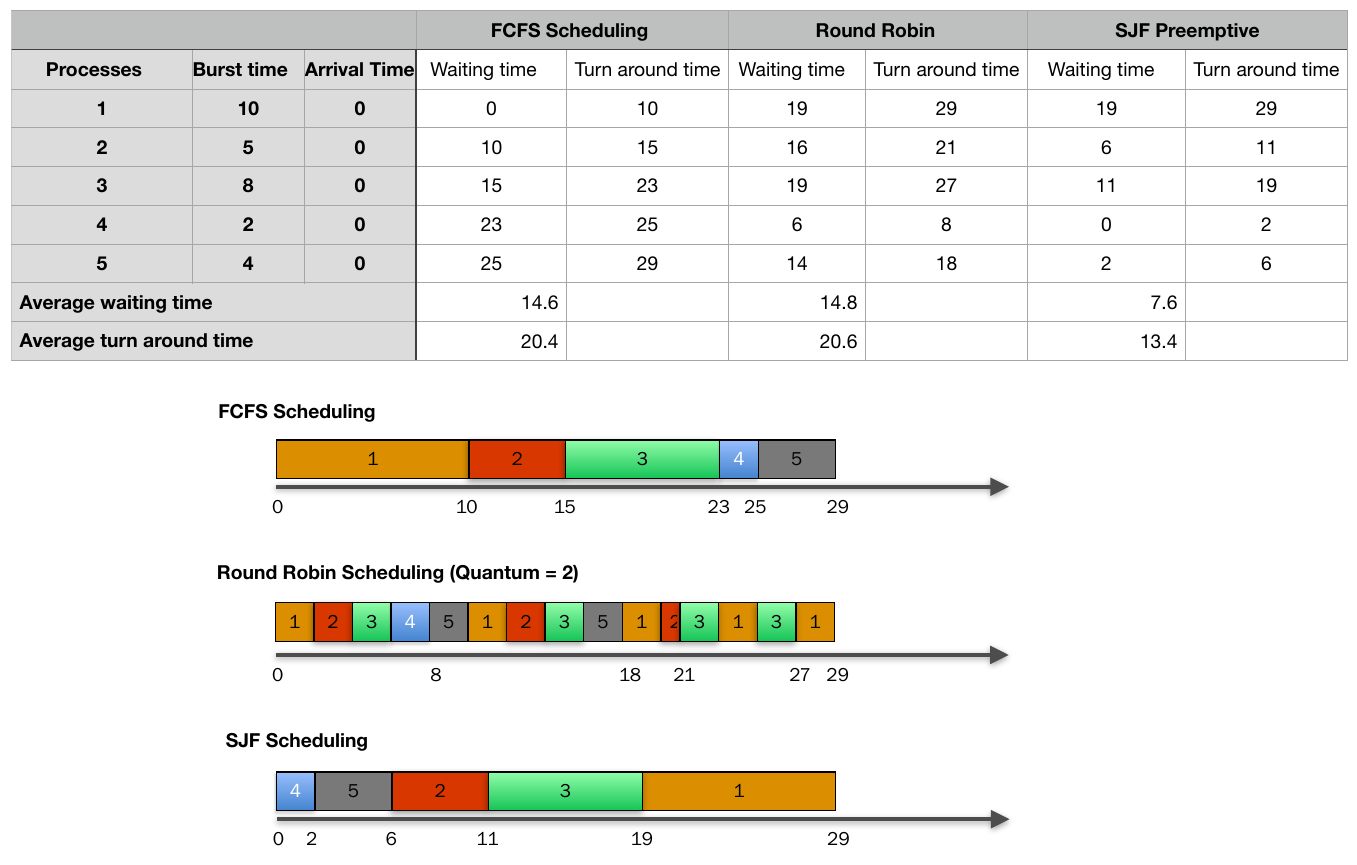 FCFS Scheduling Round Robin SJF Preemptive
Processes Burst time Arrival Time Waiting time Turn around time Waiting time Turn around time Waiting time Turn around time
1 10 0 0 10 19 29 19 29
2 5 0 10 15 16 21 6 11
3 8 0 15 23 19 27 11 19
4 2 0 23 25 6 8 0 2
5 4 0 25 29 14 18 2 6
Average waiting time 14.6 14.8 7.6
Average turn around time 20.4 20.6 13.4
FCFS Scheduling
1 2 3 4 5
0 10 15 23 25 29
Round Robin Scheduling (Quantum = 2)
1 2 3 4 5 1 2 3 5 1 2 3 1 3 1
0 8 18 21 27 29
SJF Scheduling
4 5 2 3 1
0 2 6 11 19 29